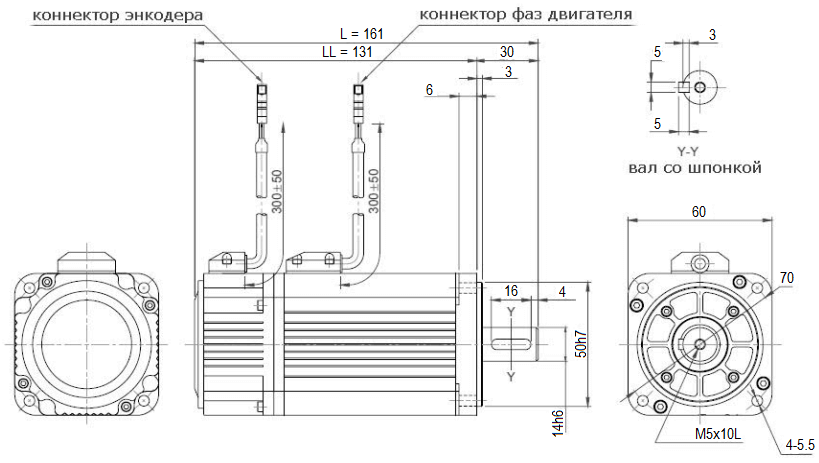 коннектор энкодера
коннектор фаз двигателя
L = 161
LL = 131
30
3
6
300±50
300±50
3
5
5
Y-Y
вал со шпонкой
60
70
16
4
Y
Y
50h7
14h6
M5x10L
4-5.5